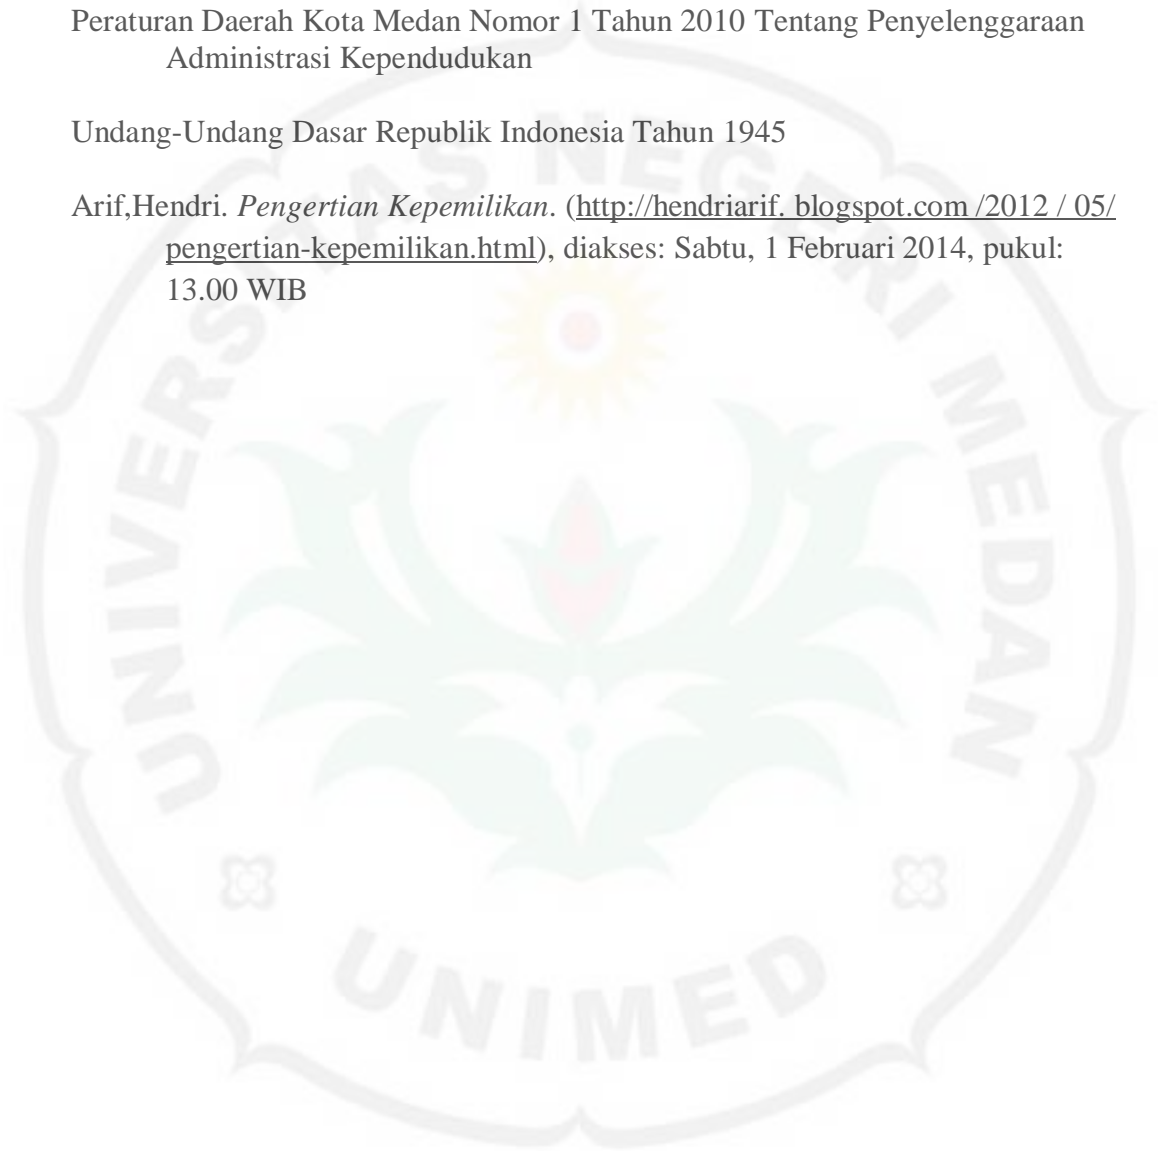 Peraturan Daerah Kota Medan Nomor 1 Tahun 2010 Tentang Penyelenggaraan
Administrasi Kependudukan
Undang-Undang Dasar Republik Indonesia Tahun 1945
Arif,Hendri. Pengertian Kepemilikan. (http://hendriarif. blogspot.com /2012 / 05/
pengertian-kepemilikan.html), diakses: Sabtu, 1 Februari 2014, pukul:
13.00 WIB
UNIVERSITAS NEGERI MEDAN
UNIMED